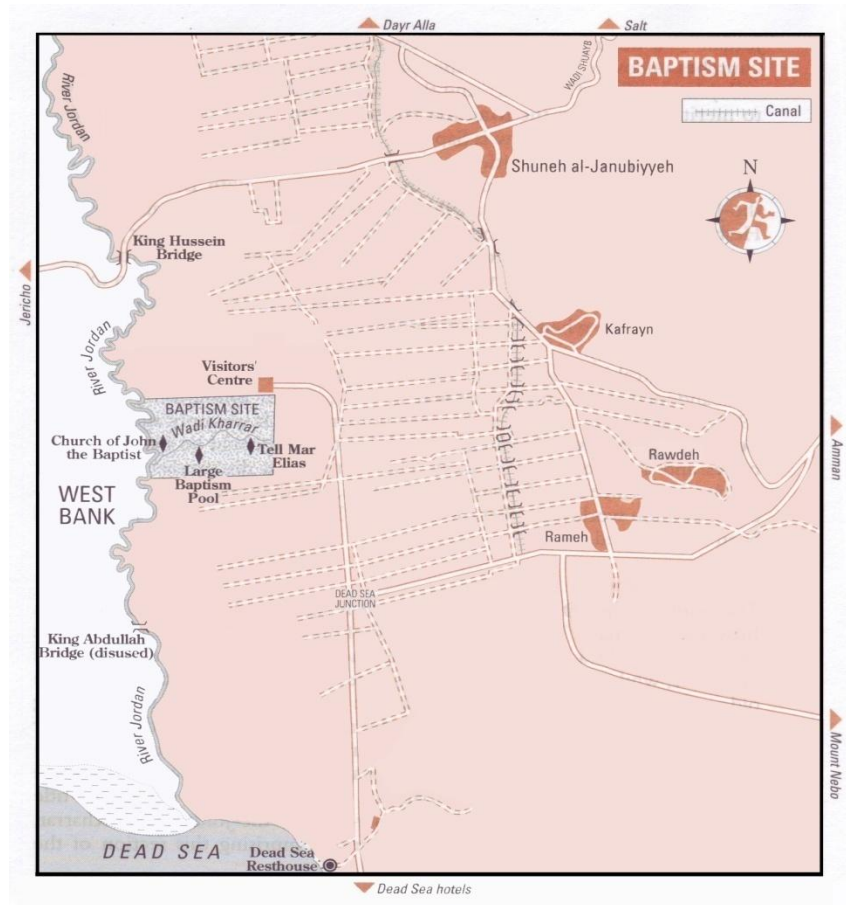 Dayr Alla
Salt
BAPTISM SITE
Canal
WADI SHUAYB
River Jordan
Shuneh al-Janubiyyeh
N
King Hussein
Bridge
Jericho
River Jordan
Kafrayn
Visitors'
Centre
BAPTISM SITE
Wadi Kharrar
Church of John
the Baptist
Tell Mar
Elias
Large
Baptism
Pool
Amman
Rawdeh
WEST
BANK
Rameh
DEAD SEA
JUNCTION
King Abdullah
Bridge (disused)
River Jordan
Mount Nebo
DEAD SEA
Dead Sea
Resthouse
Dead Sea hotels